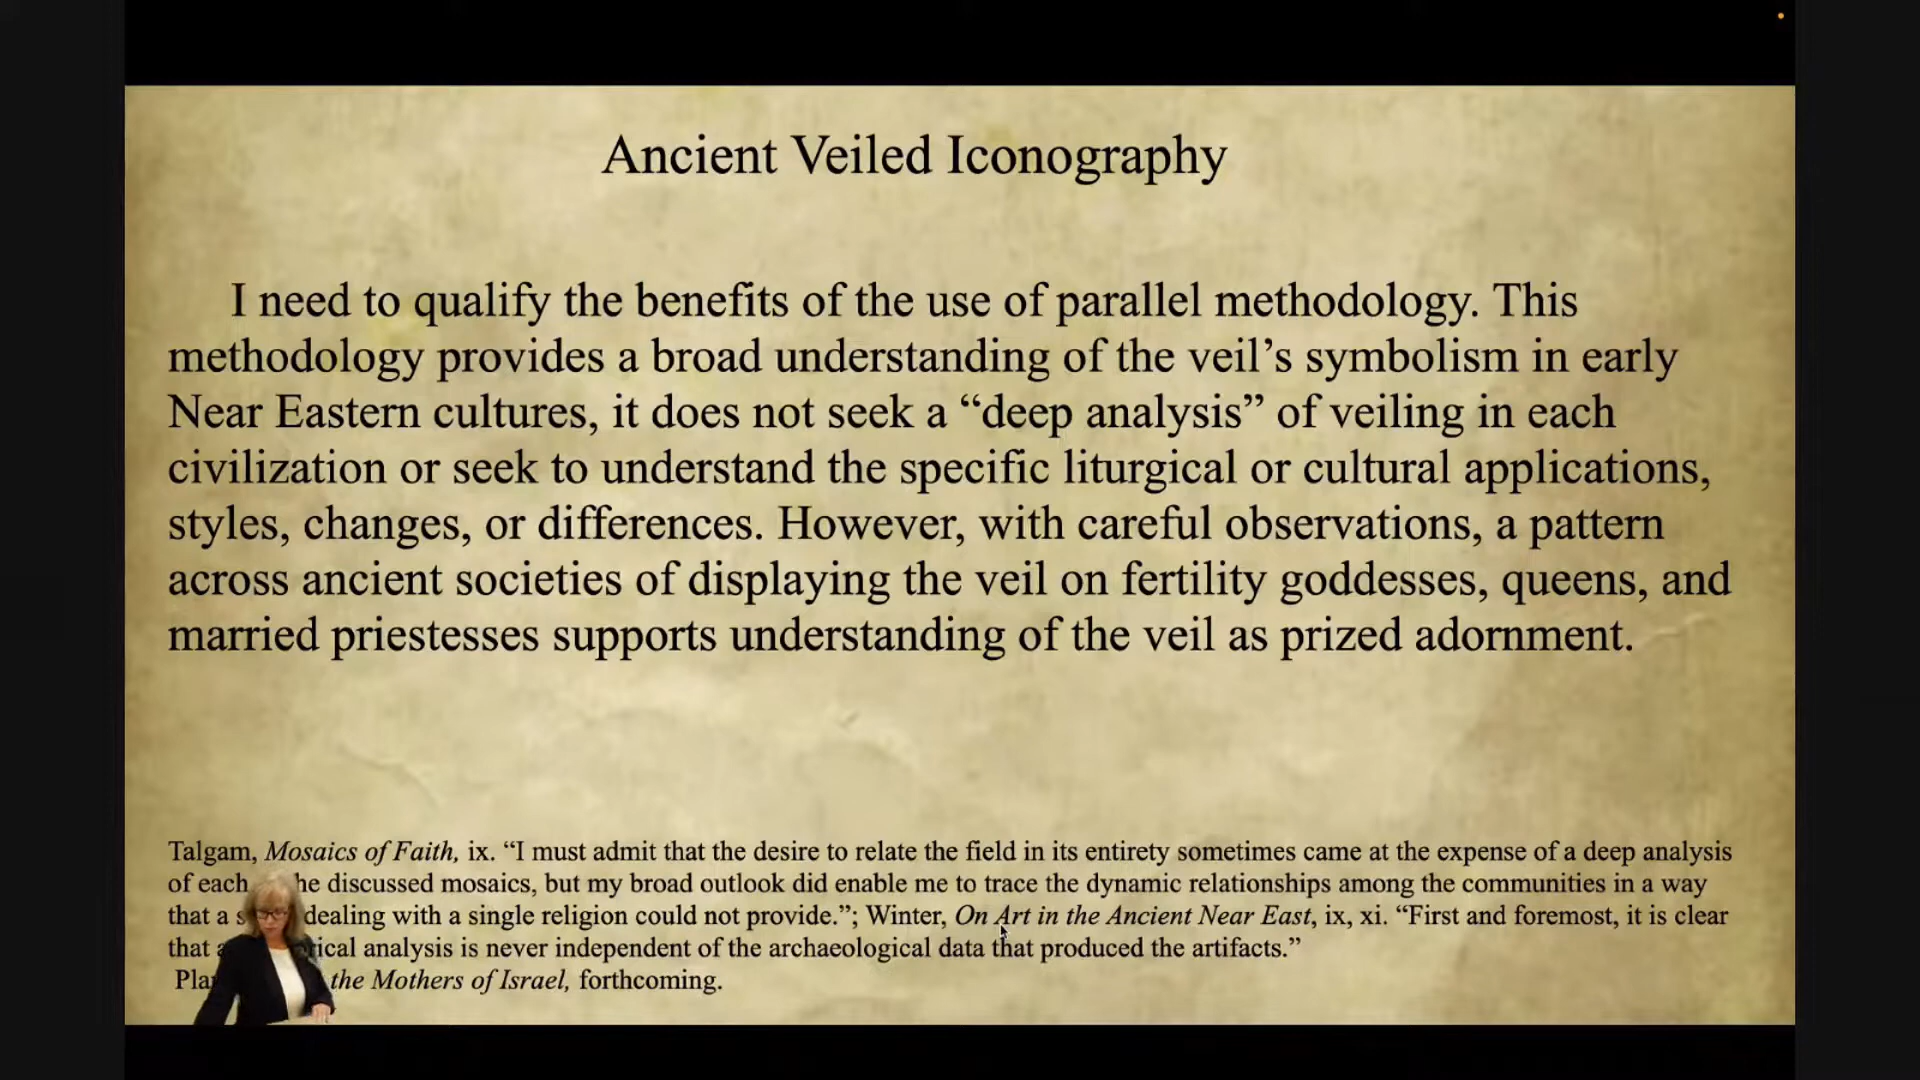 Ancient Veiled Iconography
I need to qualify the benefits of the use of parallel methodology. This
methodology provides a broad understanding of the veil’s symbolism in early
Near Eastern cultures, it does not seek a “deep analysis” of veiling in each
civilization or seek to understand the specific liturgical or cultural applications,
styles, changes, or differences. However, with careful observations, a pattern
across ancient societies of displaying the veil on fertility goddesses, queens, and
married priestesses supports understanding of the veil as prized adornment.
Talgam, Mosaics of Faith, ix. “I must admit that the desire to relate the field in its entirety sometimes came at the expense of a deep analysis
of each he discussed mosaics, but my broad outlook did enable me to trace the dynamic relationships among the communities in a way
that a dealing with a single religion could not provide.”; Winter, On Art in the Ancient Near East, ix, xi. “First and foremost, it is clear
that analysis is never independent of the archaeological data that produced the artifacts.”
the Mothers of Israel, forthcoming.